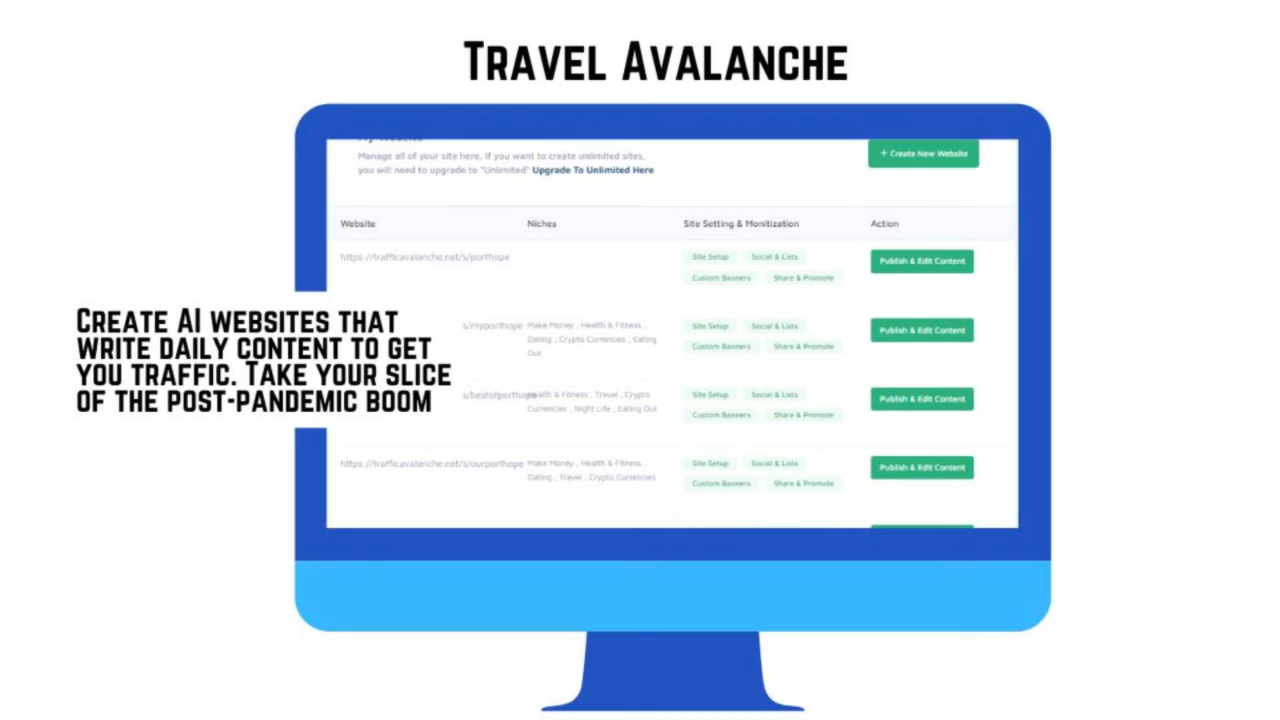 TRAVEL AVALANCHE
Manage all of your site here, if you want to create unlimited sites,
you will need to upgrade to "Unlimited" Upgrade To Unlimited Here
+ Create New Website
Website Niches Site Setting & Monitization Action
https://trafficavalanche.net/s/porthope
Site Setup Social & Lists
Custom Banners Share & Promote
Publish & Edit Content
CREATE AI WEBSITES THAT
WRITE DAILY CONTENT TO GET
YOU TRAFFIC. TAKE YOUR SLICE
OF THE POST-PANDEMIC BOOM
s/myporthope
Make Money , Health & Fitness ,
Dating , Crypto Currencies , Eating
Out
Site Setup Social & Lists
Custom Banners Share & Promote
Publish & Edit Content
s/bestofporthope
Health & Fitness , Travel , Crypto
Currencies , Night Life , Eating Out
Site Setup Social & Lists
Custom Banners Share & Promote
Publish & Edit Content
https://trafficavalanche.net/s/ourporthope
Make Money , Health & Fitness ,
Dating , Travel , Crypto Currencies
Site Setup Social & Lists
Custom Banners Share & Promote
Publish & Edit Content